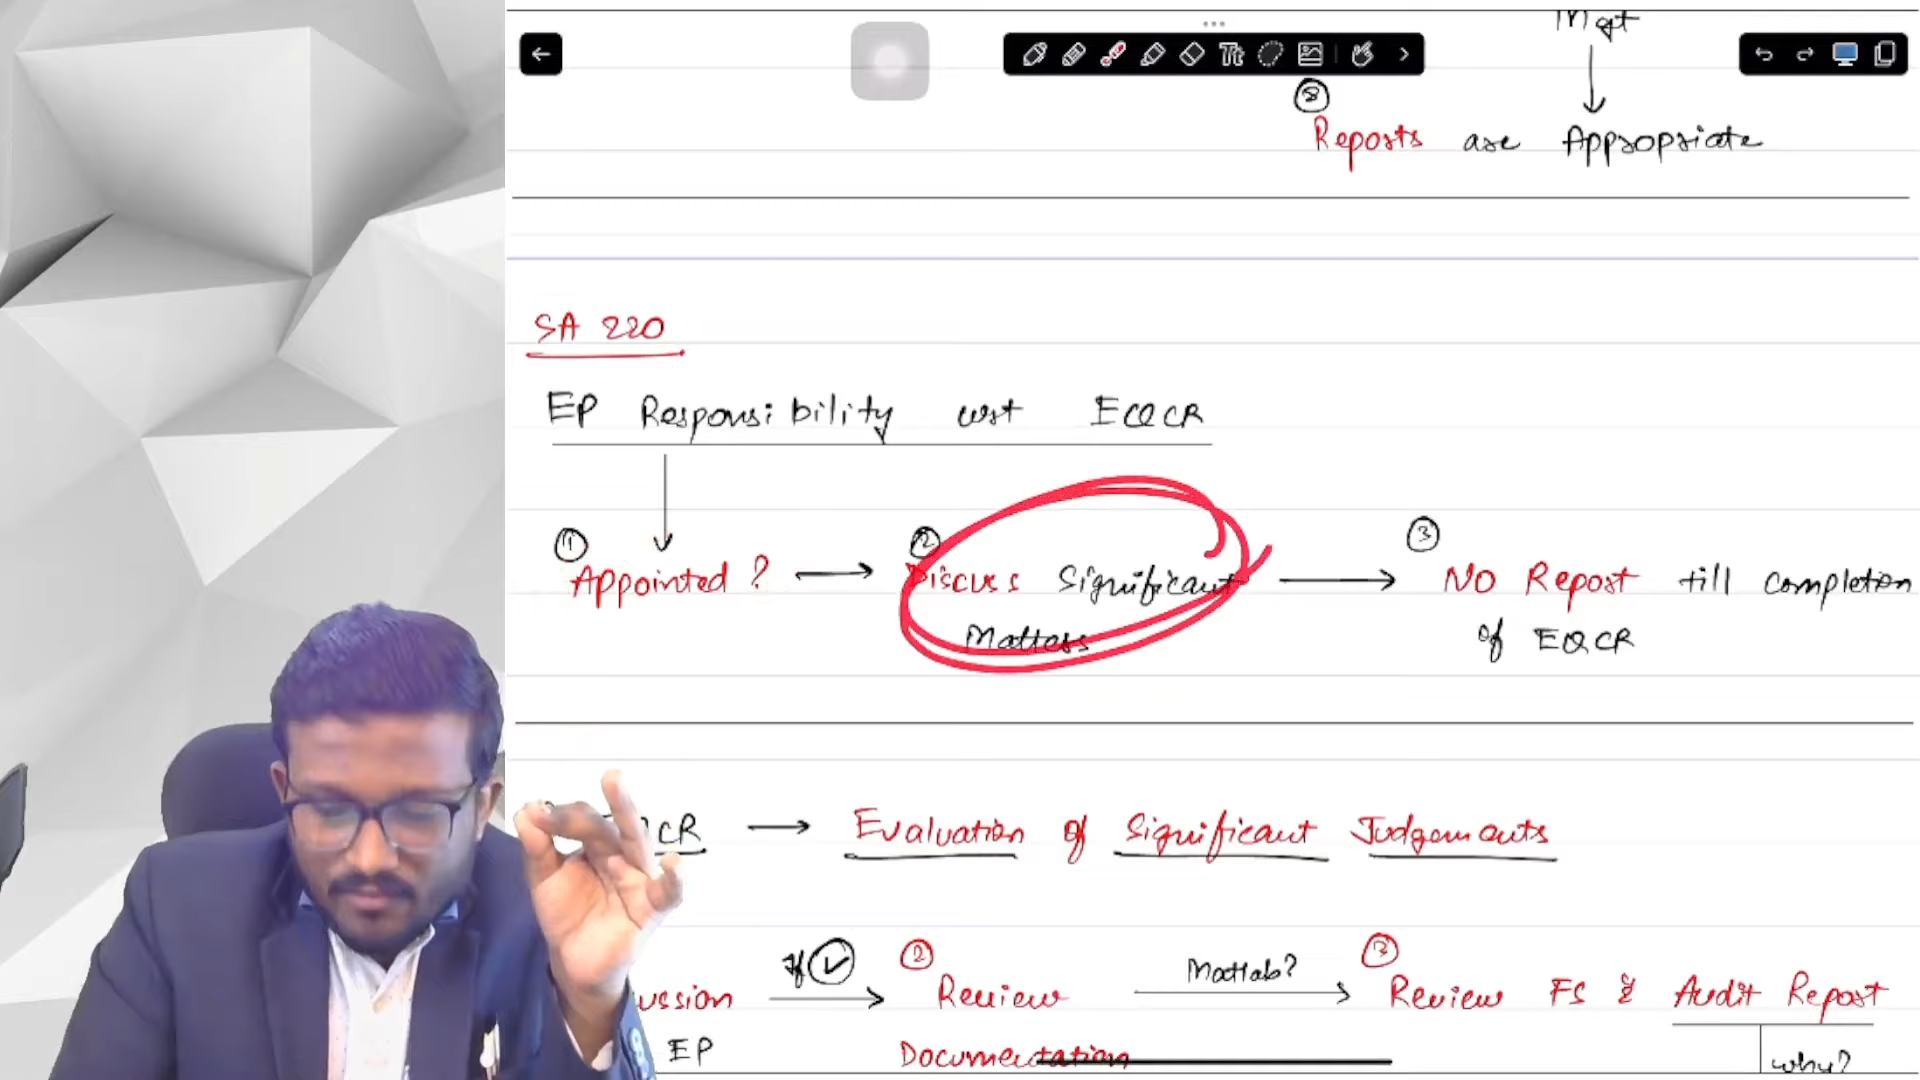 Mgt
⑧
Reports are Appropriate
SA 220
EP Responsibility wrt EQCR
① Appointed ? → ② Discuss Significant Matters → ③ No Report till completion of EQCR
CR → Evaluation of Significant Judgements
ussion If ✓ → ② Review Matlab? → ③ Review FS & Audit Report
EP Documentation why?